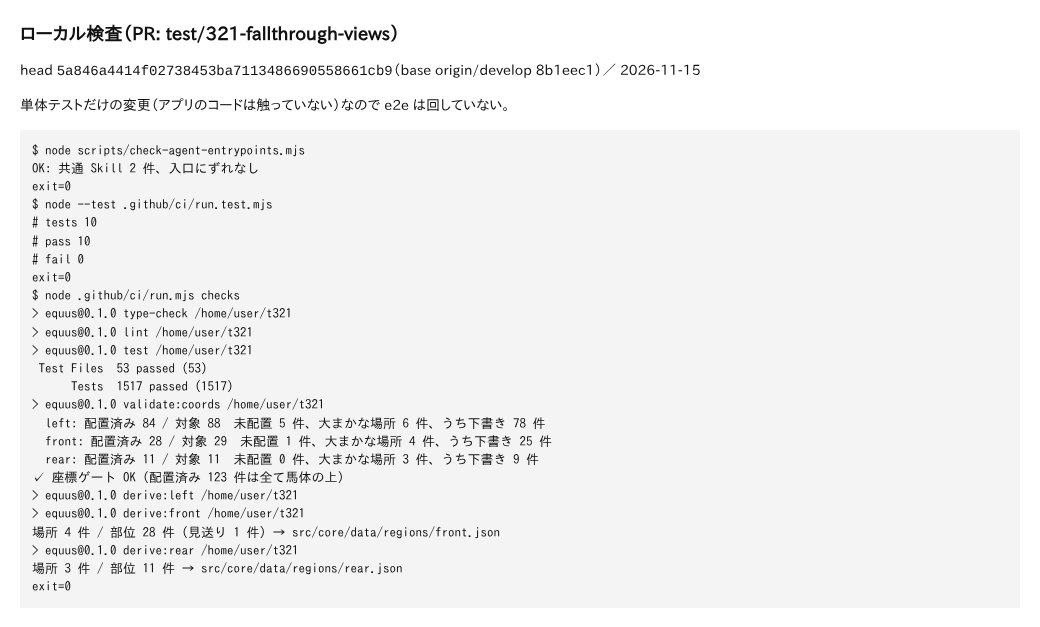 ローカル検査（PR: test/321-fallthrough-views）
head 5a846a4414f02738453ba7113486690558661cb9（base origin/develop 8b1eec1）／ 2026-11-15
単体テストだけの変更（アプリのコードは触っていない）なので e2e は回していない。
$ node scripts/check-agent-entrypoints.mjs
OK: 共通 Skill 2 件、入口にずれなし
exit=0
$ node --test .github/ci/run.test.mjs
# tests 10
# pass 10
# fail 0
exit=0
$ node .github/ci/run.mjs checks
> equus@0.1.0 type-check /home/user/t321
> equus@0.1.0 lint /home/user/t321
> equus@0.1.0 test /home/user/t321
Test Files  53 passed (53)
Tests  1517 passed (1517)
> equus@0.1.0 validate:coords /home/user/t321
left: 配置済み 84 / 対象 88  未配置 5 件、大まかな場所 6 件、うち下書き 78 件
front: 配置済み 28 / 対象 29  未配置 1 件、大まかな場所 4 件、うち下書き 25 件
rear: 配置済み 11 / 対象 11  未配置 0 件、大まかな場所 3 件、うち下書き 9 件
✓ 座標ゲート OK（配置済み 123 件は全て馬体の上）
> equus@0.1.0 derive:left /home/user/t321
> equus@0.1.0 derive:front /home/user/t321
場所 4 件 / 部位 28 件（見送り 1 件）→ src/core/data/regions/front.json
> equus@0.1.0 derive:rear /home/user/t321
場所 3 件 / 部位 11 件 → src/core/data/regions/rear.json
exit=0